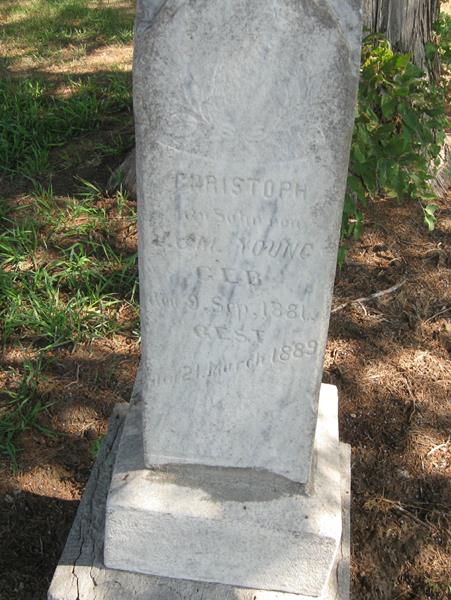 CHRISTOPH
Sohn von
& M. YOUNG
GEB
9. Sep. 1881.
GEST
21. March 1889